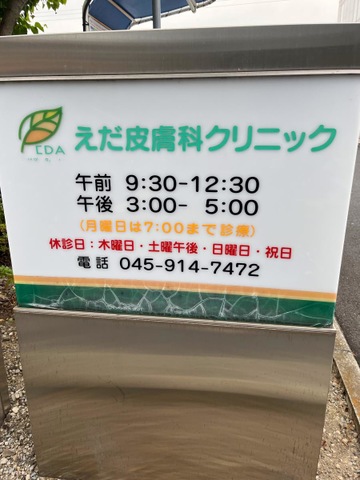 EDA
えだ皮膚科クリニック
午前 9:30-12:30
午後 3:00- 5:00
(月曜日は7:00まで診療)
休診日：木曜日・土曜午後・日曜日・祝日
電話 045-914-7472